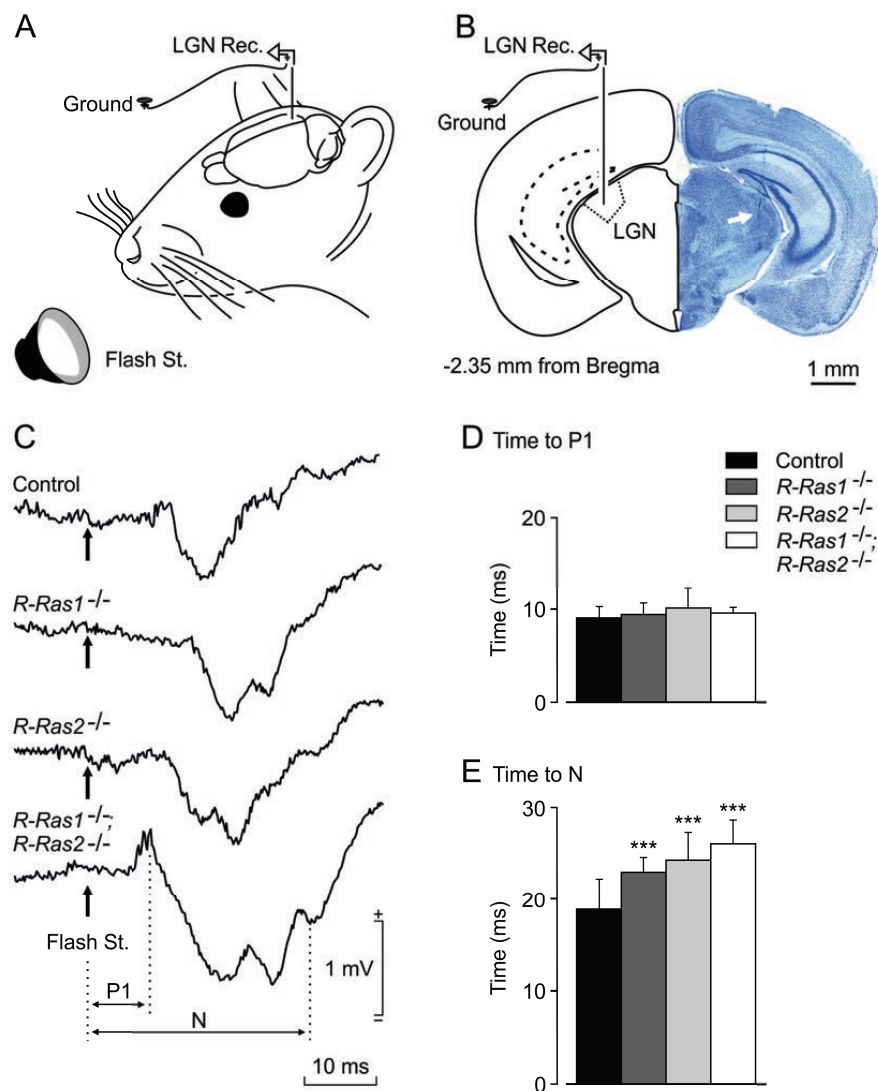 A
LGN Rec.
Ground
Flash St.
B
LGN Rec.
Ground
LGN
-2.35 mm from Bregma
1 mm
C
Control
R-Ras1 -/-
R-Ras2 -/-
R-Ras1 -/-;
R-Ras2 -/-
Flash St.
P1
N
+
1 mV
=
10 ms
D Time to P1
Control
R-Ras1 -/-
R-Ras2 -/-
R-Ras1 -/-;
R-Ras2 -/-
Time (ms)
20
10
0
E Time to N
Time (ms)
30
20
10
0
***
***
***